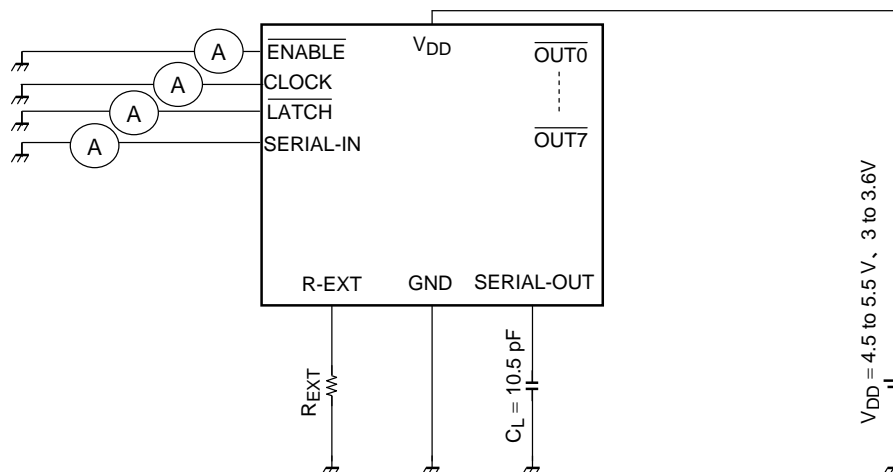 A
A
A
A
ENABLE
CLOCK
LATCH
SERIAL-IN
VDD
OUT0
OUT7
R-EXT GND SERIAL-OUT
REXT
CL = 10.5 pF
VDD = 4.5 to 5.5 V、3 to 3.6V